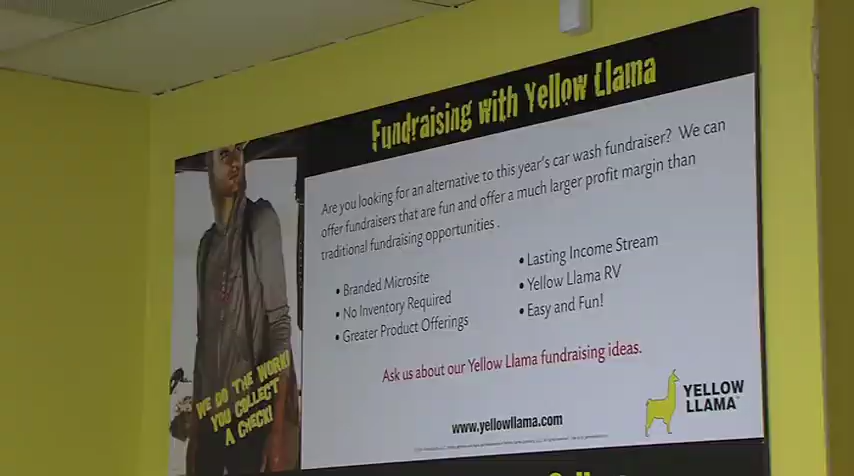 Fundraising with Yellow Llama
Are you looking for an alternative to this year's car wash fundraiser? We can
offer fundraisers that are fun and offer a much larger profit margin than
traditional fundraising opportunities.
• Branded Microsite
• No Inventory Required
• Greater Product Offerings
• Lasting Income Stream
• Yellow Llama RV
• Easy and Fun!
Ask us about our Yellow Llama fundraising ideas.
WE DO THE WORK!
YOU COLLECT
A CHECK!
www.yellowllama.com
YELLOW
LLAMA